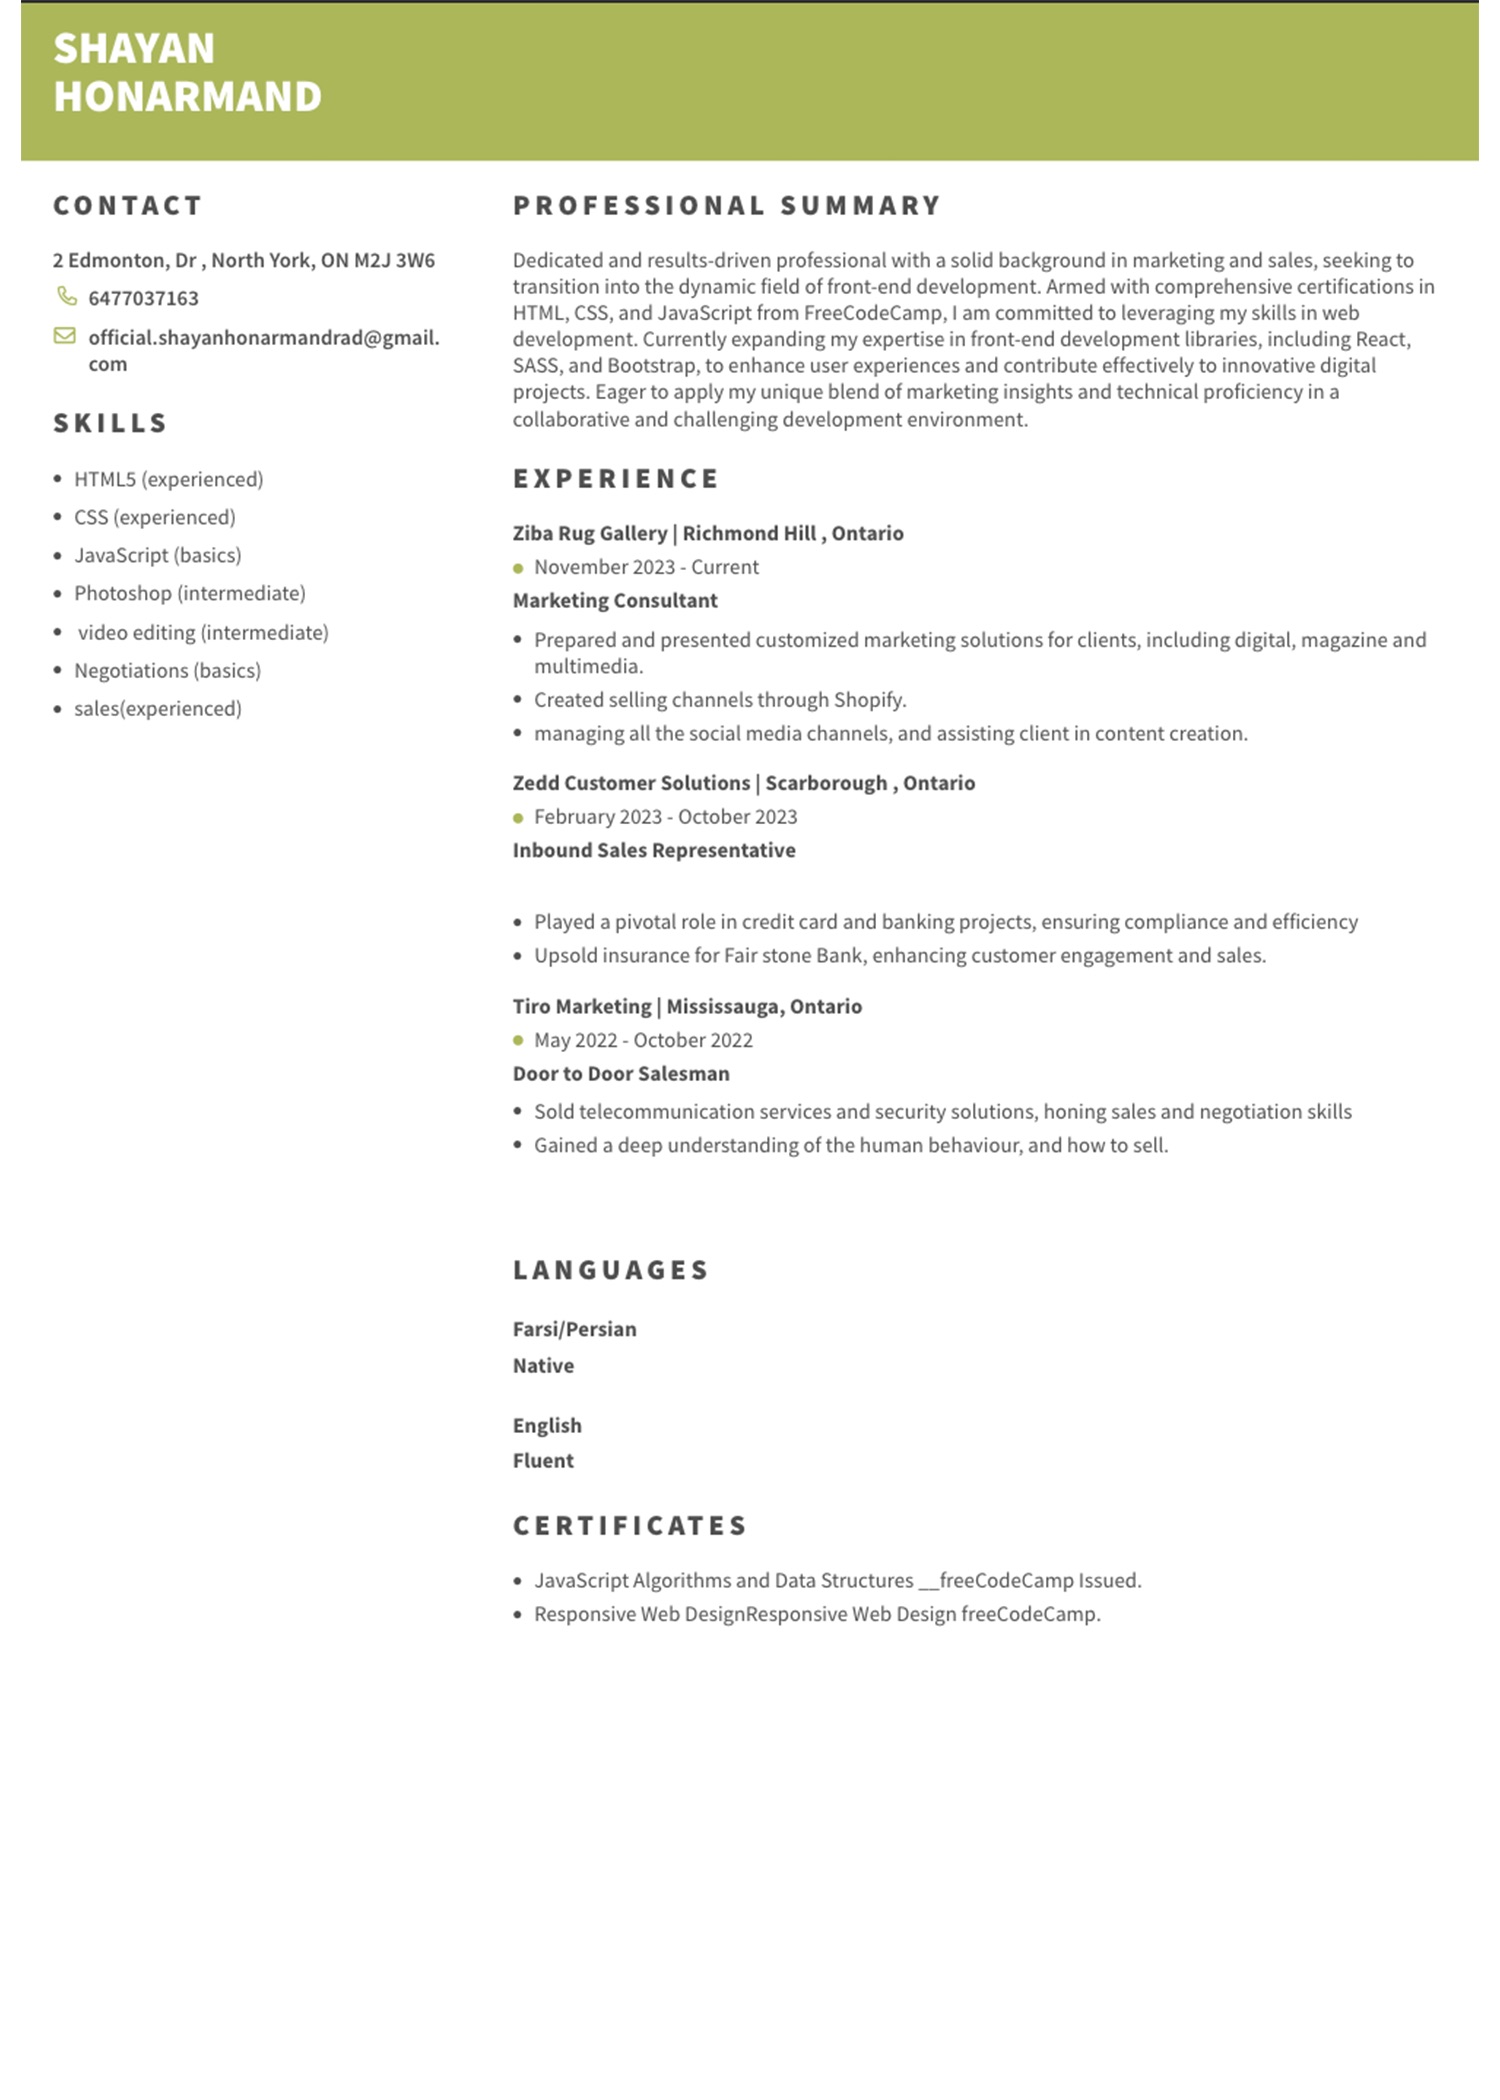 SHAYAN
HONARMAND
CONTACT
2 Edmonton, Dr , North York, ON M2J 3W6
6477037163
official.shayanhonarmandrad@gmail.
com
SKILLS
• HTML5 (experienced)
• CSS (experienced)
• JavaScript (basics)
• Photoshop (intermediate)
• video editing (intermediate)
• Negotiations (basics)
• sales(experienced)
PROFESSIONAL SUMMARY
Dedicated and results-driven professional with a solid background in marketing and sales, seeking to
transition into the dynamic field of front-end development. Armed with comprehensive certifications in
HTML, CSS, and JavaScript from FreeCodeCamp, I am committed to leveraging my skills in web
development. Currently expanding my expertise in front-end development libraries, including React,
SASS, and Bootstrap, to enhance user experiences and contribute effectively to innovative digital
projects. Eager to apply my unique blend of marketing insights and technical proficiency in a
collaborative and challenging development environment.
EXPERIENCE
Ziba Rug Gallery | Richmond Hill , Ontario
• November 2023 - Current
Marketing Consultant
• Prepared and presented customized marketing solutions for clients, including digital, magazine and
multimedia.
• Created selling channels through Shopify.
• managing all the social media channels, and assisting client in content creation.
Zedd Customer Solutions | Scarborough , Ontario
• February 2023 - October 2023
Inbound Sales Representative
• Played a pivotal role in credit card and banking projects, ensuring compliance and efficiency
• Upsold insurance for Fair stone Bank, enhancing customer engagement and sales.
Tiro Marketing | Mississauga, Ontario
• May 2022 - October 2022
Door to Door Salesman
• Sold telecommunication services and security solutions, honing sales and negotiation skills
• Gained a deep understanding of the human behaviour, and how to sell.
LANGUAGES
Farsi/Persian
Native
English
Fluent
CERTIFICATES
• JavaScript Algorithms and Data Structures __freeCodeCamp Issued.
• Responsive Web DesignResponsive Web Design freeCodeCamp.